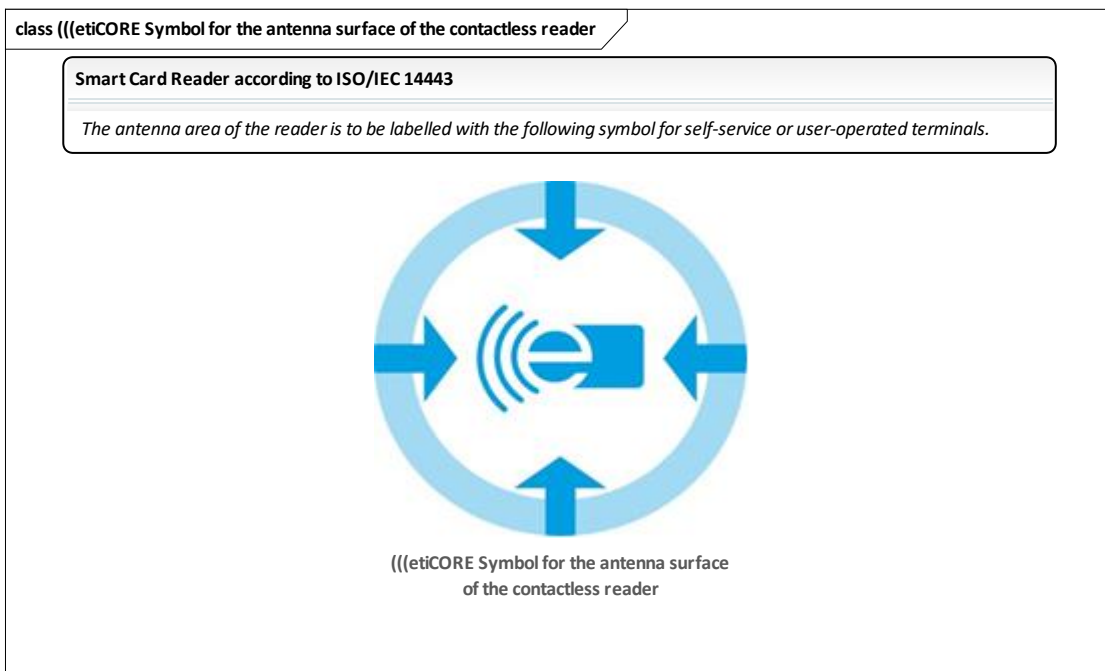 class (((etiCORE Symbol for the antenna surface of the contactless reader
Smart Card Reader according to ISO/IEC 14443
The antenna area of the reader is to be labelled with the following symbol for self-service or user-operated terminals.
(((e
(((etiCORE Symbol for the antenna surface
of the contactless reader